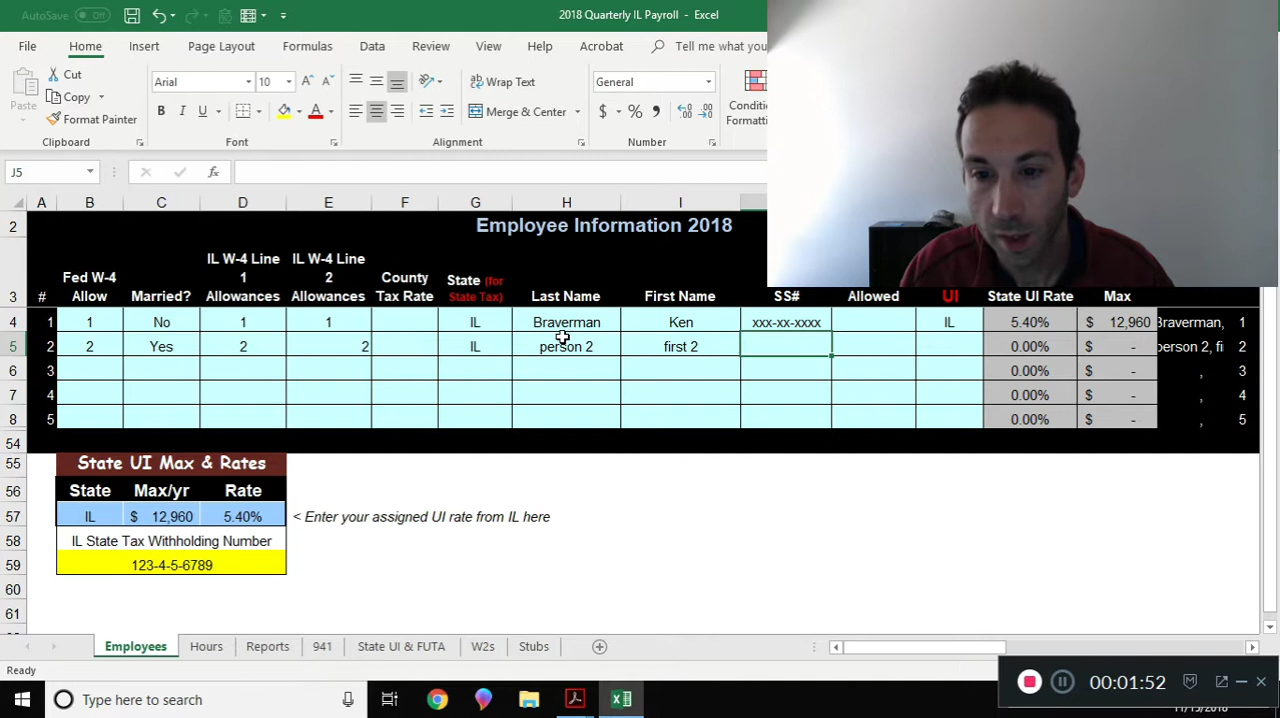 AutoSave Off 2018 Quarterly IL Payroll - Excel
File Home Insert Page Layout Formulas Data Review View Help Acrobat Tell me what you
Paste Cut Arial 10 Wrap Text General
Copy B I U A Merge & Center $ % , Conditi
Format Painter Formatting
Clipboard Font Alignment Number
J5 fx
A B C D E F G H I
2 Employee Information 2018
3 # Fed W-4 Allow Married? IL W-4 Line 1 Allowances IL W-4 Line 2 Allowances County Tax Rate State (for State Tax) Last Name First Name SS# Allowed UI State UI Rate Max
4 1 1 No 1 1 IL Braverman Ken xxx-xx-xxxx IL 5.40% $ 12,960 Braverman, 1
5 2 2 Yes 2 2 IL person 2 first 2 0.00% $ - person 2, fi 2
6 3 0.00% $ - , 3
7 4 0.00% $ - , 4
8 5 0.00% $ - , 5
54
55 State UI Max & Rates
56 State Max/yr Rate
57 IL $ 12,960 5.40% < Enter your assigned UI rate from IL here
58 IL State Tax Withholding Number
59 123-4-5-6789
60
61
Employees Hours Reports 941 State UI & FUTA W2s Stubs
Ready
Type here to search 00:01:52